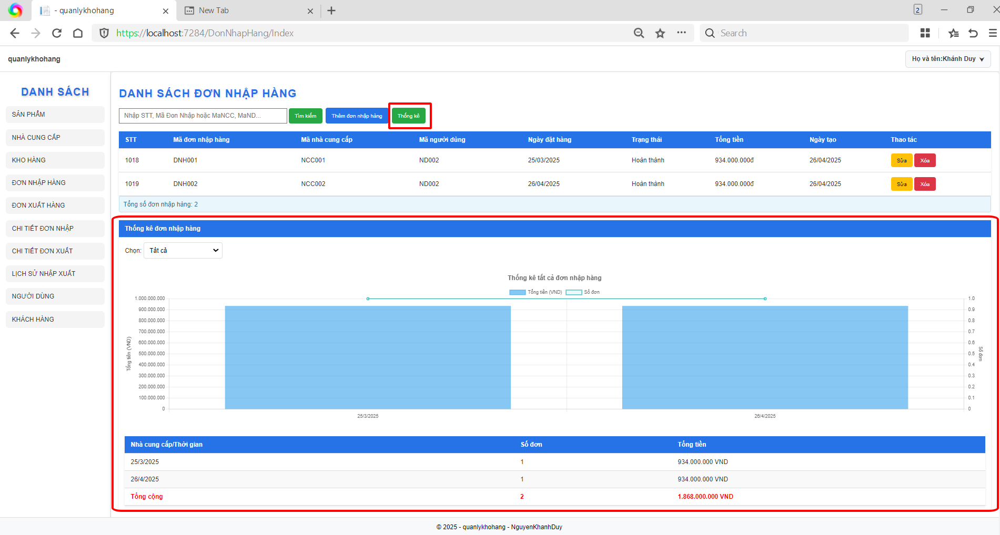 - quanlykhohang
New Tab
2
https://localhost:7284/DonNhapHang/Index
Search
quanlykhohang
Họ và tên:Khánh Duy
DANH SÁCH
SẢN PHẨM
NHÀ CUNG CẤP
KHO HÀNG
ĐƠN NHẬP HÀNG
ĐƠN XUẤT HÀNG
CHI TIẾT ĐƠN NHẬP
CHI TIẾT ĐƠN XUẤT
LỊCH SỬ NHẬP XUẤT
NGƯỜI DÙNG
KHÁCH HÀNG
DANH SÁCH ĐƠN NHẬP HÀNG
Nhập STT, Mã Đon Nhập hoặc MaNCC, MaND...
Tìm kiếm
Thêm đơn nhập hàng
Thống kê
STT Mã đơn nhập hàng Mã nhà cung cấp Mã người dùng Ngày đặt hàng Trạng thái Tổng tiền Ngày tạo Thao tác
1018 DNH001 NCC001 ND002 25/03/2025 Hoàn thành 934.000.000đ 26/04/2025 Sửa Xóa
1019 DNH002 NCC002 ND002 26/04/2025 Hoàn thành 934.000.000đ 26/04/2025 Sửa Xóa
Tổng số đơn nhập hàng: 2
Thống kê đơn nhập hàng
Chọn: Tất cả
Thống kê tất cả đơn nhập hàng
Tổng tiền (VND) Số đơn
1.000.000.000
900.000.000
800.000.000
700.000.000
600.000.000
500.000.000
400.000.000
300.000.000
200.000.000
100.000.000
0
Tổng tiền (VND)
1.0
0.9
0.8
0.7
0.6
0.5
0.4
0.3
0.2
0.1
0
Số đơn
25/3/2025 26/4/2025
Nhà cung cấp/Thời gian Số đơn Tổng tiền
25/3/2025 1 934.000.000 VND
26/4/2025 1 934.000.000 VND
Tổng cộng 2 1.868.000.000 VND
© 2025 - quanlykhohang - NguyenKhanhDuy